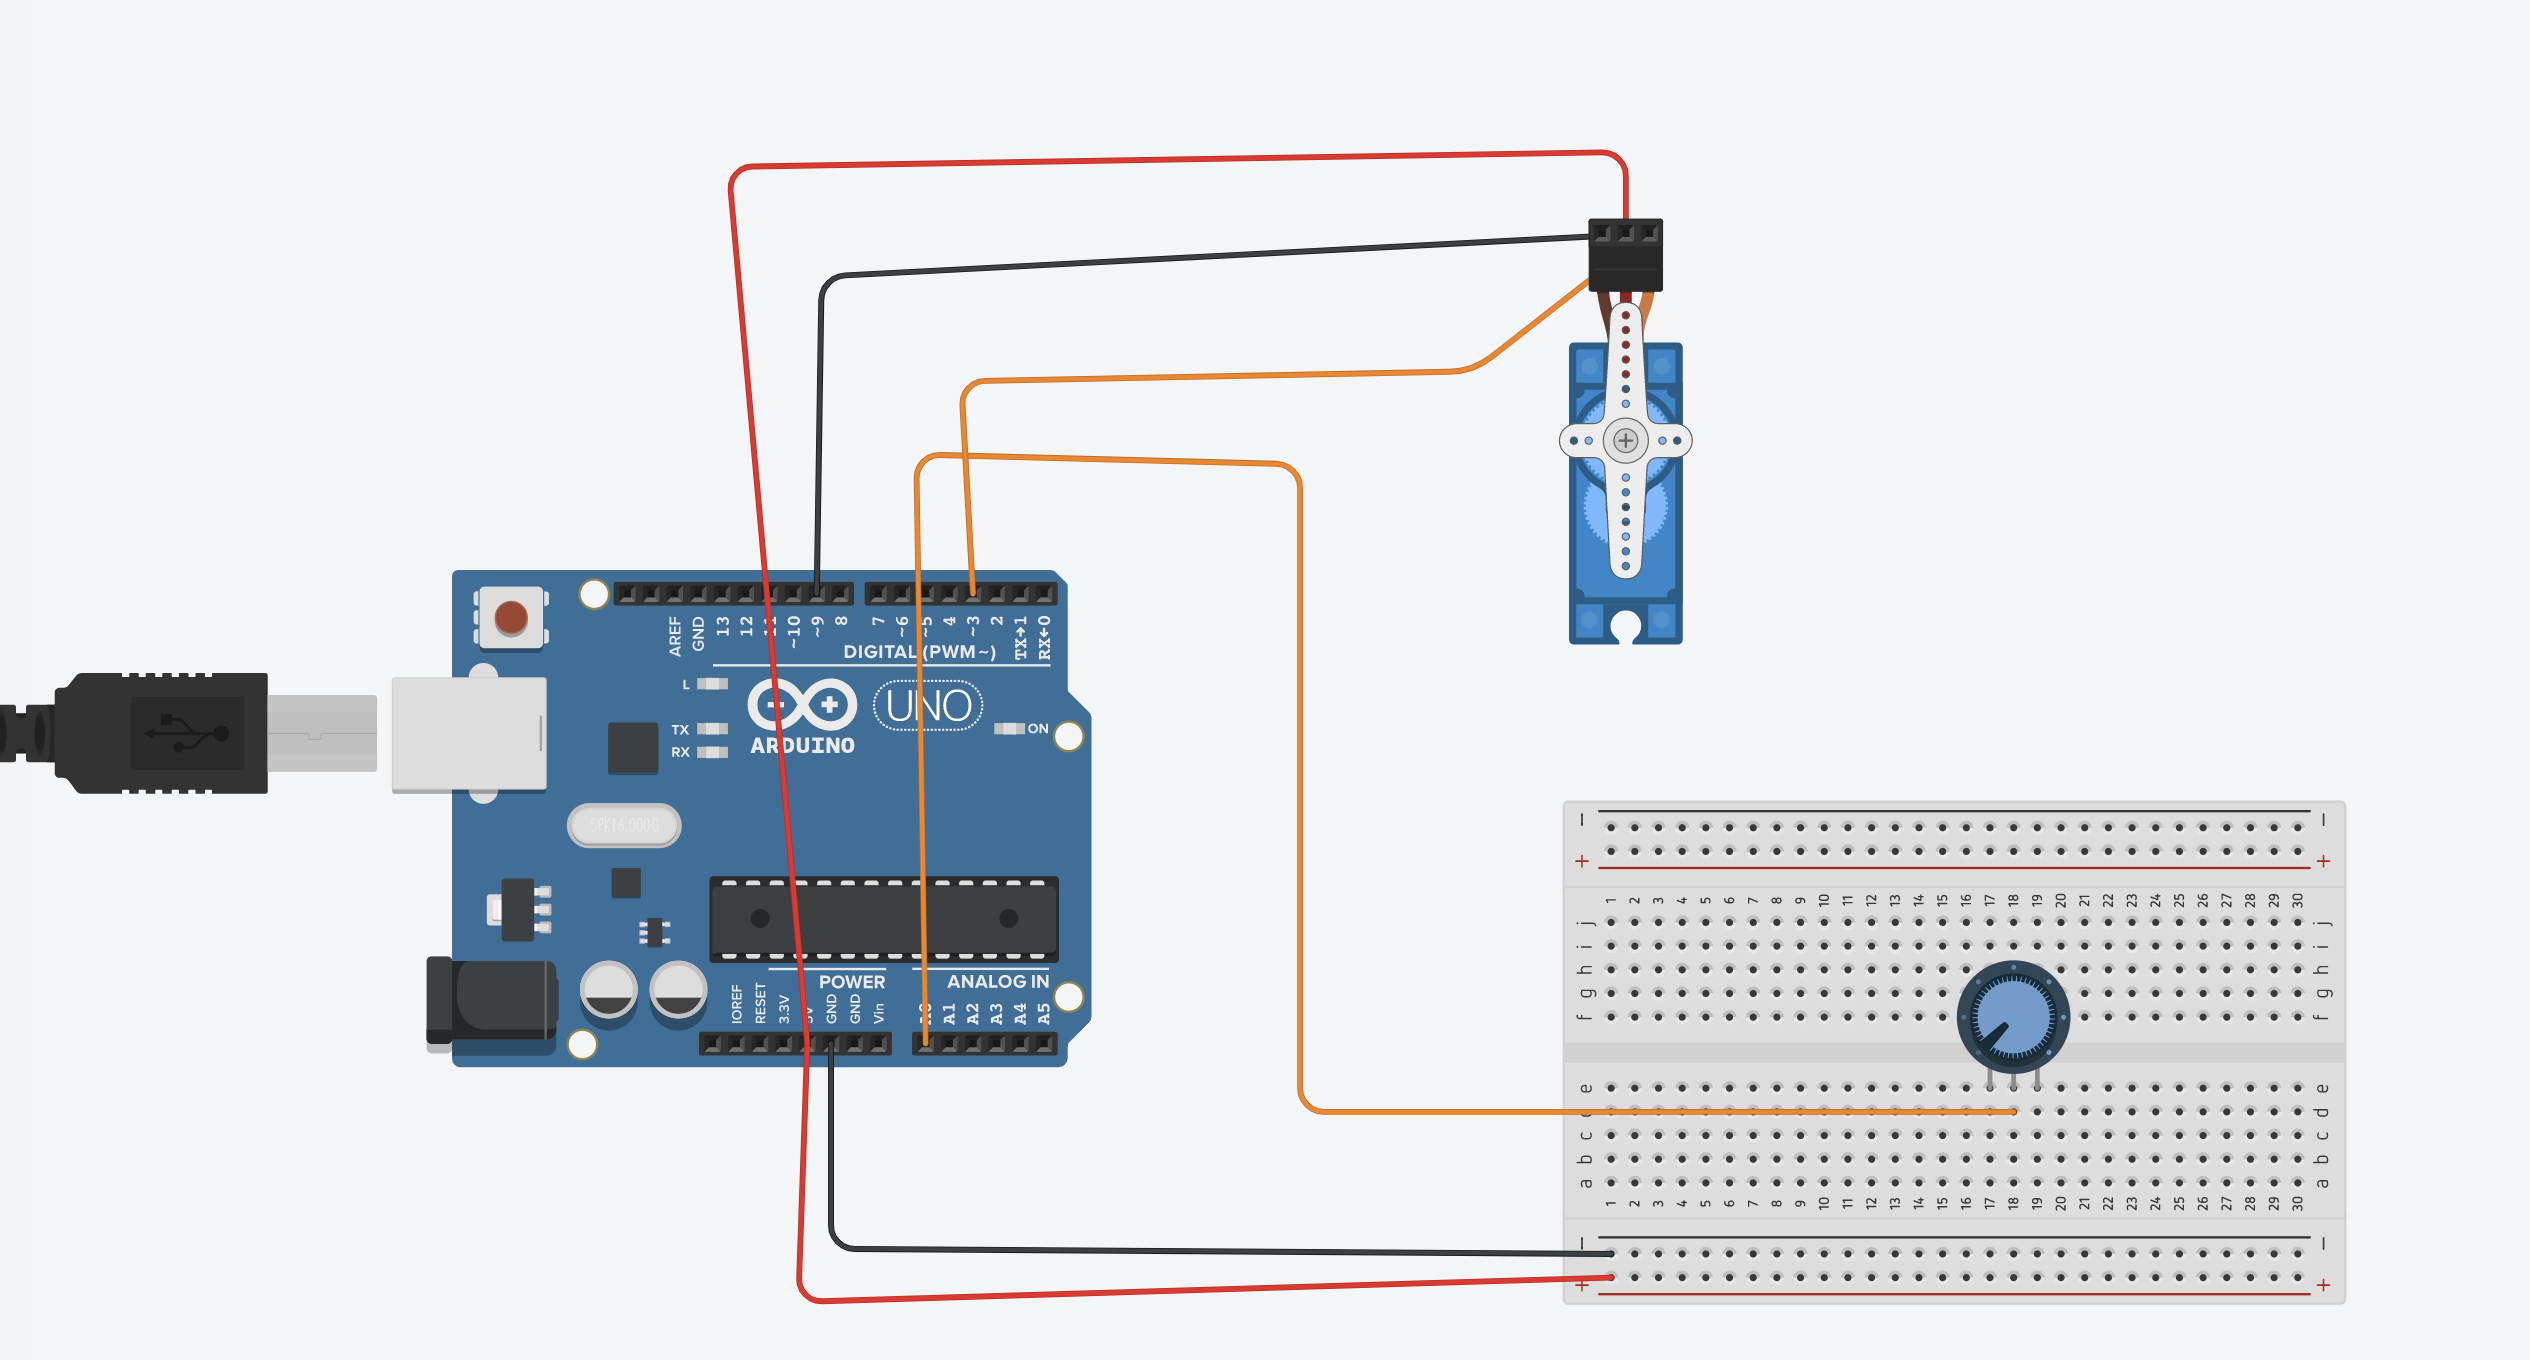 AREF
GND
13
12
11
~10
~9
8
7
~6
~5
4
~3
2
TX→1
RX←0
DIGITAL (PWM ~)
L
TX
RX
ARDUINO
UNO
ON
SPK16.000G
POWER
ANALOG IN
IOREF
RESET
3.3V
5V
GND
GND
Vin
A0
A1
A2
A3
A4
A5
− −
+ +
1 2 3 4 5 6 7 8 9 10 11 12 13 14 15 16 17 18 19 20 21 22 23 24 25 26 27 28 29 30
j j
i i
h h
g g
f f
e e
d
c c
b b
a a
1 2 3 4 5 6 7 8 9 10 11 12 13 14 15 16 17 18 19 20 21 22 23 24 25 26 27 28 29 30
− −
+ +